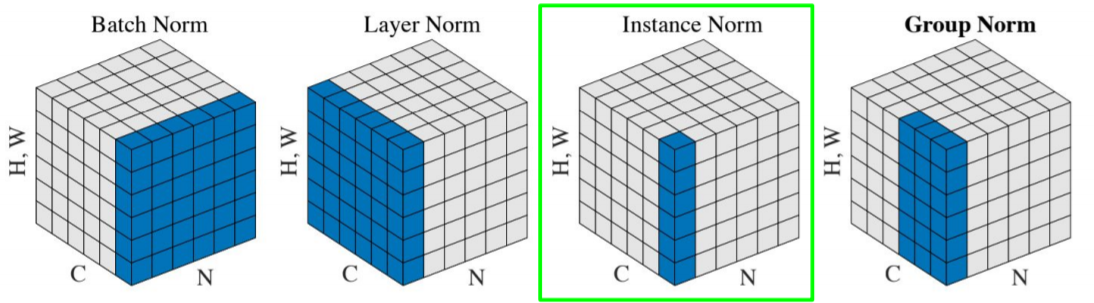 Batch Norm
Layer Norm
Instance Norm
Group Norm
H, W
C
N
H, W
C
N
H, W
C
N
H, W
C
N